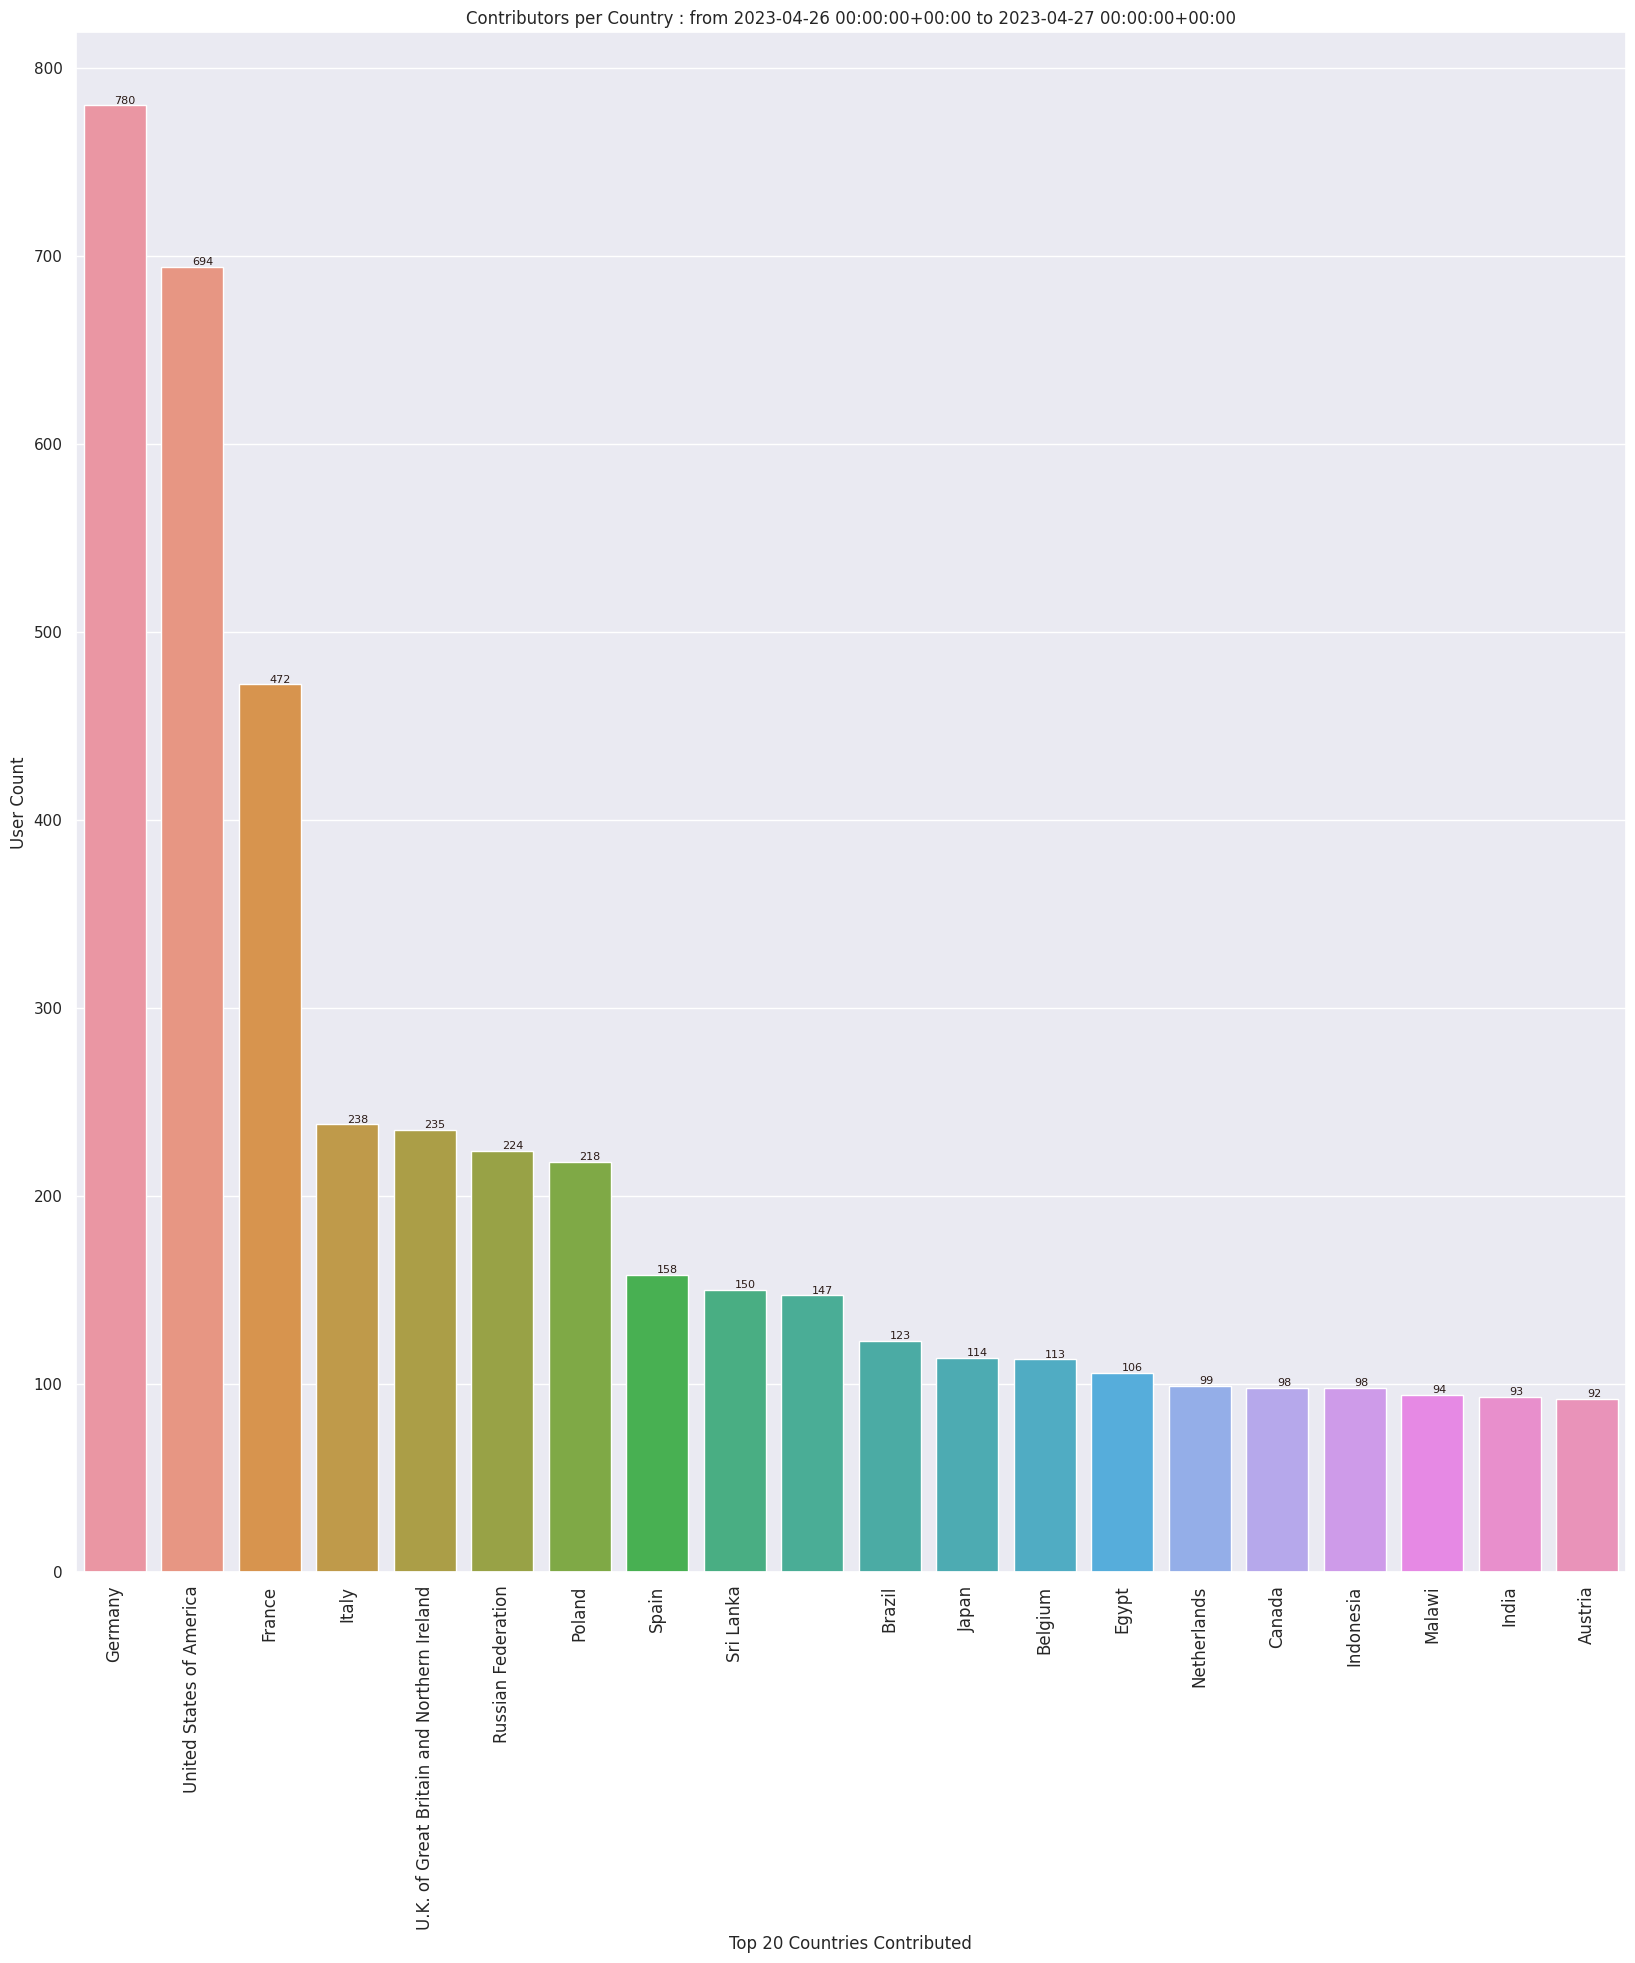 Contributors per Country : from 2023-04-26 00:00:00+00:00 to 2023-04-27 00:00:00+00:00
User Count
800
700
600
500
400
300
200
100
0
780
694
472
238
235
224
218
158
150
147
123
114
113
106
99
98
98
94
93
92
Germany
United States of America
France
Italy
U.K. of Great Britain and Northern Ireland
Russian Federation
Poland
Spain
Sri Lanka
Brazil
Japan
Belgium
Egypt
Netherlands
Canada
Indonesia
Malawi
India
Austria
Top 20 Countries Contributed